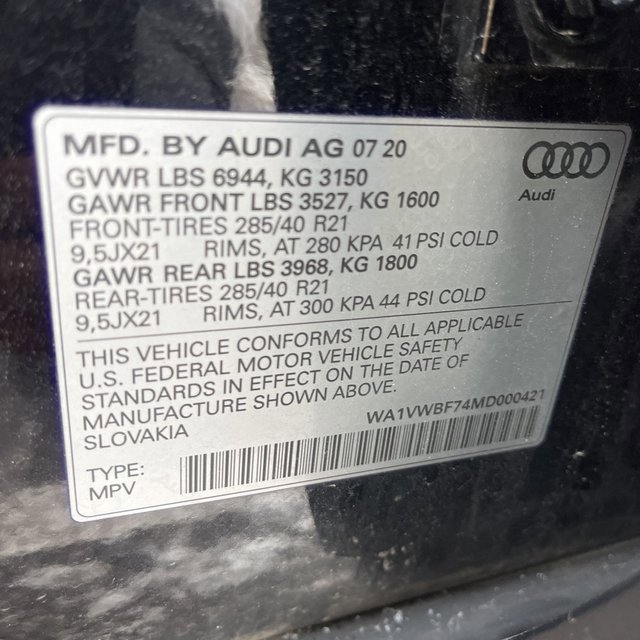 MFD. BY AUDI AG 07 20
GVWR LBS 6944, KG 3150
GAWR FRONT LBS 3527, KG 1600
FRONT-TIRES 285/40 R21
9,5JX21 RIMS, AT 280 KPA 41 PSI COLD
GAWR REAR LBS 3968, KG 1800
REAR-TIRES 285/40 R21
9,5JX21 RIMS, AT 300 KPA 44 PSI COLD
Audi
THIS VEHICLE CONFORMS TO ALL APPLICABLE
U.S. FEDERAL MOTOR VEHICLE SAFETY
STANDARDS IN EFFECT ON THE DATE OF
MANUFACTURE SHOWN ABOVE.
SLOVAKIA
WA1VWBF74MD000421
TYPE:
MPV